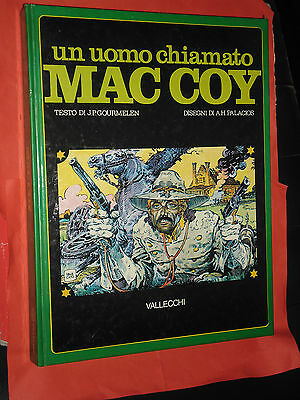 un uomo chiamato
MAC COY
TESTO DI J.P. GOURMELEN
DISEGNI DI A.H. PALACIOS
VALLECCHI